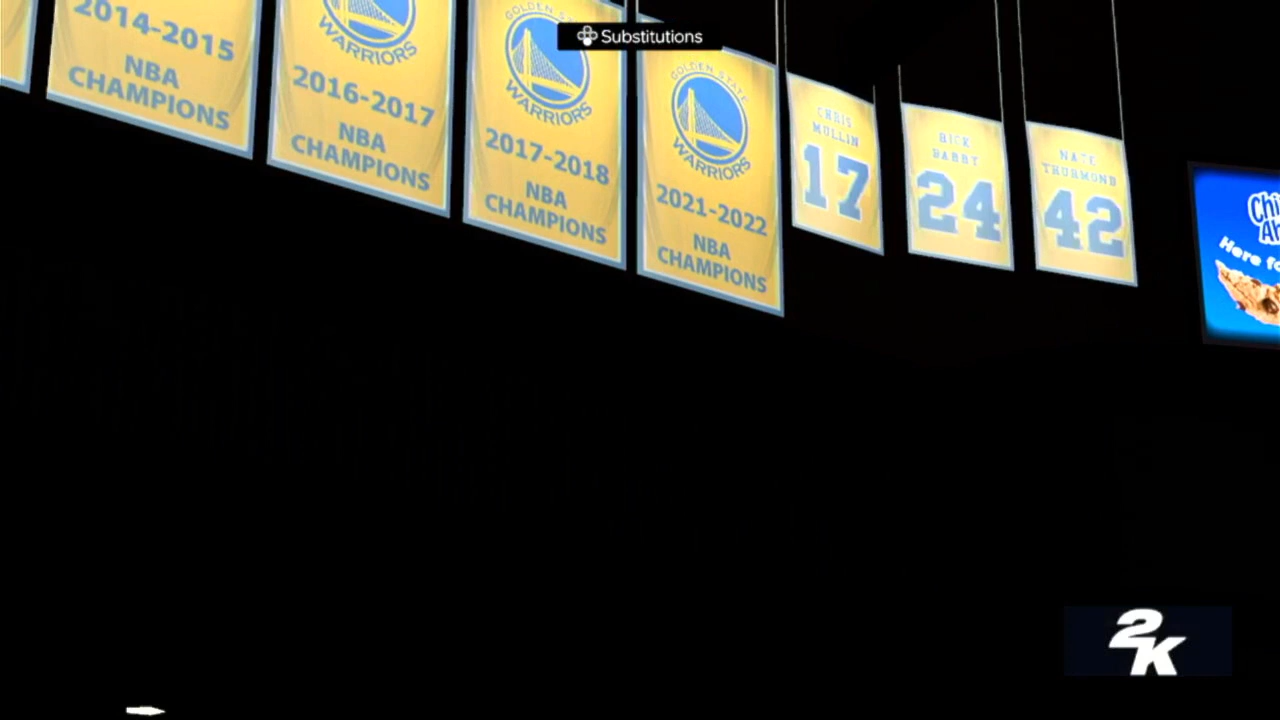 Substitutions
2014-2015
NBA
CHAMPIONS
WARRIORS
2016-2017
NBA
CHAMPIONS
GOLDEN STATE
WARRIORS
2017-2018
NBA
CHAMPIONS
GOLDEN STATE
WARRIORS
2021-2022
NBA
CHAMPIONS
CHRIS
MULLIN
17
RICK
BARRY
24
NATE
THURMOND
42
Here
2K